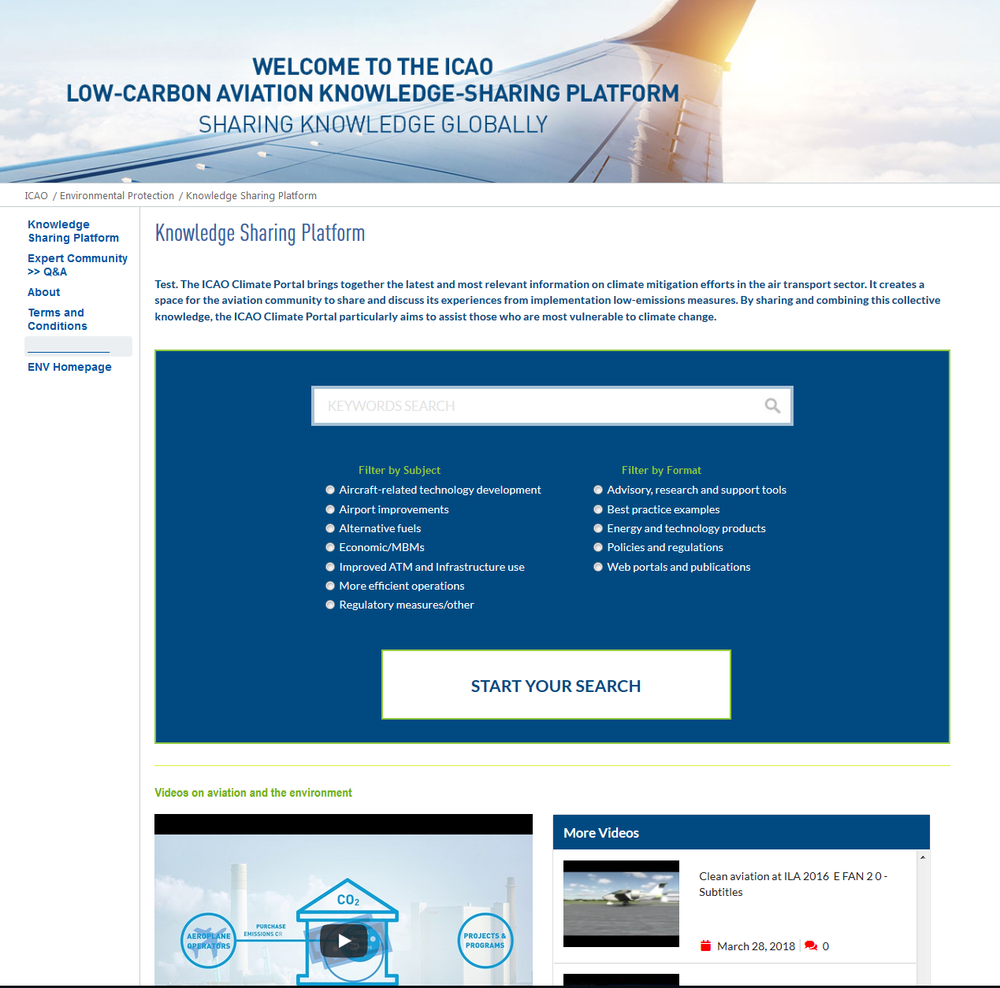 WELCOME TO THE ICAO
LOW-CARBON AVIATION KNOWLEDGE-SHARING PLATFORM
SHARING KNOWLEDGE GLOBALLY
ICAO / Environmental Protection / Knowledge Sharing Platform
Knowledge
Sharing Platform
Expert Community
>> Q&A
About
Terms and
Conditions
ENV Homepage
Knowledge Sharing Platform
Test. The ICAO Climate Portal brings together the latest and most relevant information on climate mitigation efforts in the air transport sector. It creates a
space for the aviation community to share and discuss its experiences from implementation low-emissions measures. By sharing and combining this collective
knowledge, the ICAO Climate Portal particularly aims to assist those who are most vulnerable to climate change.
KEYWORDS SEARCH
Filter by Subject
Aircraft-related technology development
Airport improvements
Alternative fuels
Economic/MBMs
Improved ATM and Infrastructure use
More efficient operations
Regulatory measures/other
Filter by Format
Advisory, research and support tools
Best practice examples
Energy and technology products
Policies and regulations
Web portals and publications
START YOUR SEARCH
Videos on aviation and the environment
CO2
AEROPLANE
OPERATORS
PURCHASE
EMISSIONS CR
PROJECTS &
PROGRAMS
More Videos
Clean aviation at ILA 2016 E FAN 2 0 -
Subtitles
March 28, 2018 | 0